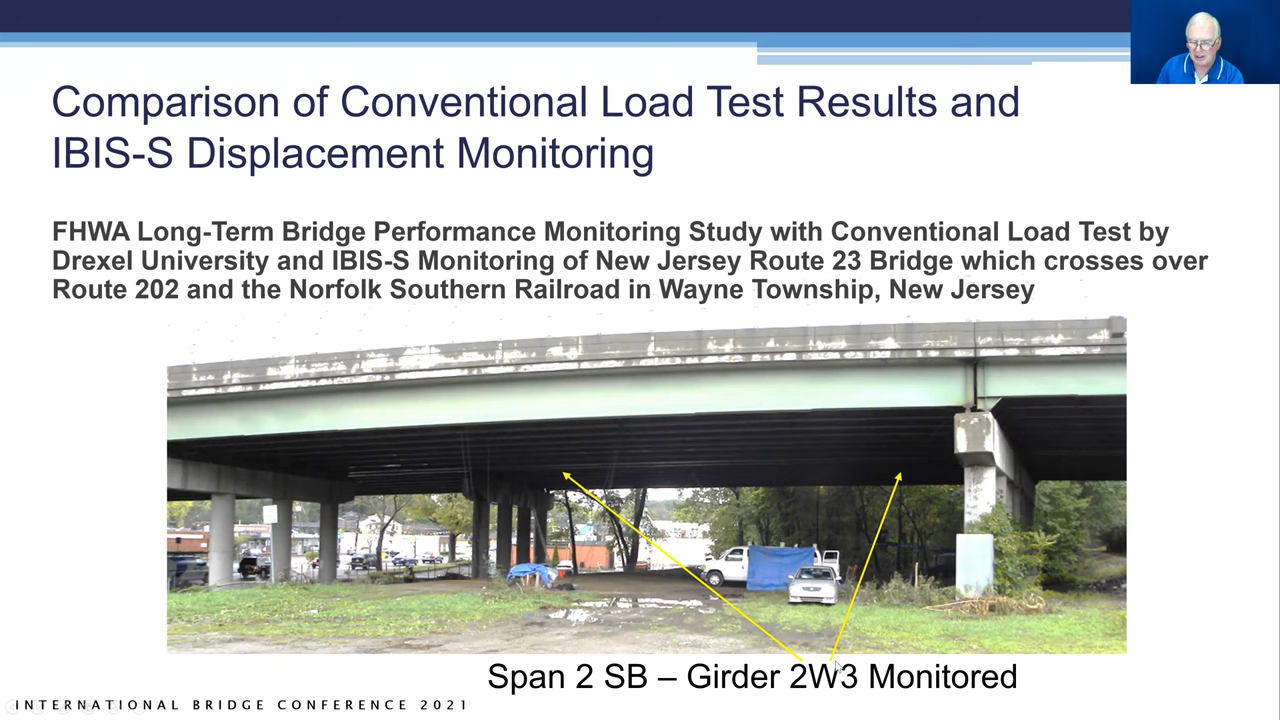 Comparison of Conventional Load Test Results and
IBIS-S Displacement Monitoring
FHWA Long-Term Bridge Performance Monitoring Study with Conventional Load Test by
Drexel University and IBIS-S Monitoring of New Jersey Route 23 Bridge which crosses over
Route 202 and the Norfolk Southern Railroad in Wayne Township, New Jersey
Span 2 SB – Girder 2W3 Monitored
INTERNATIONAL BRIDGE CONFERENCE 2021